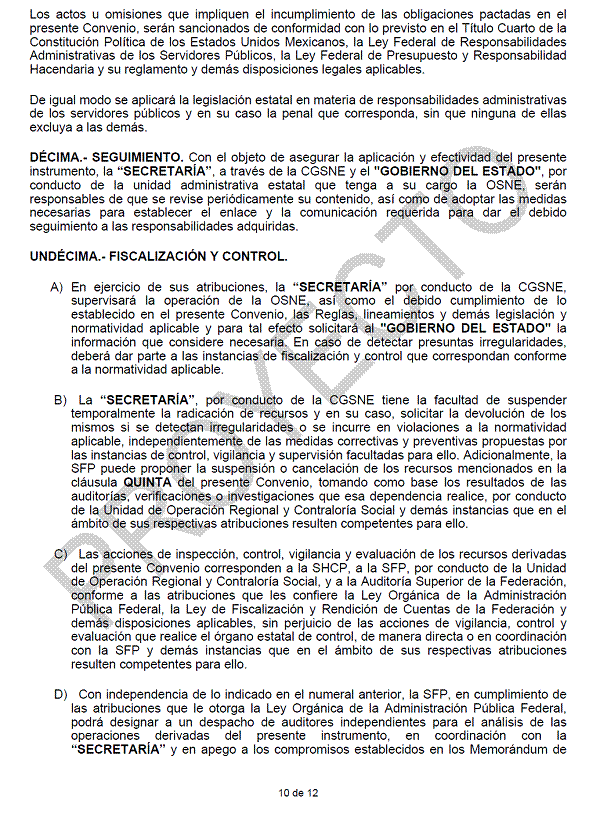 Los actos u omisiones que impliquen el incumplimiento de las obligaciones pactadas en el
presente Convenio, serán sancionados de conformidad con lo previsto en el Título Cuarto de la
Constitución Política de los Estados Unidos Mexicanos, la Ley Federal de Responsabilidades
Administrativas de los Servidores Públicos, la Ley Federal de Presupuesto y Responsabilidad
Hacendaria y su reglamento y demás disposiciones legales aplicables.
De igual modo se aplicará la legislación estatal en materia de responsabilidades administrativas
de los servidores públicos y en su caso la penal que corresponda, sin que ninguna de ellas
excluya a las demás.
DÉCIMA.- SEGUIMIENTO. Con el objeto de asegurar la aplicación y efectividad del presente
instrumento, la “SECRETARÍA”, a través de la CGSNE y el "GOBIERNO DEL ESTADO", por
conducto de la unidad administrativa estatal que tenga a su cargo la OSNE, serán
responsables de que se revise periódicamente su contenido, así como de adoptar las medidas
necesarias para establecer el enlace y la comunicación requerida para dar el debido
seguimiento a las responsabilidades adquiridas.
UNDÉCIMA.- FISCALIZACIÓN Y CONTROL.
A) En ejercicio de sus atribuciones, la “SECRETARÍA” por conducto de la CGSNE,
supervisará la operación de la OSNE, así como el debido cumplimiento de lo
establecido en el presente Convenio, las Reglas, lineamientos y demás legislación y
normatividad aplicable y para tal efecto solicitará al "GOBIERNO DEL ESTADO" la
información que considere necesaria. En caso de detectar presuntas irregularidades,
deberá dar parte a las instancias de fiscalización y control que correspondan conforme
a la normatividad aplicable.
B) La “SECRETARÍA”, por conducto de la CGSNE tiene la facultad de suspender
temporalmente la radicación de recursos y en su caso, solicitar la devolución de los
mismos si se detectan irregularidades o se incurre en violaciones a la normatividad
aplicable, independientemente de las medidas correctivas y preventivas propuestas por
las instancias de control, vigilancia y supervisión facultadas para ello. Adicionalmente, la
SFP puede proponer la suspensión o cancelación de los recursos mencionados en la
cláusula QUINTA del presente Convenio, tomando como base los resultados de las
auditorías, verificaciones o investigaciones que esa dependencia realice, por conducto
de la Unidad de Operación Regional y Contraloría Social y demás instancias que en el
ámbito de sus respectivas atribuciones resulten competentes para ello.
C) Las acciones de inspección, control, vigilancia y evaluación de los recursos derivadas
del presente Convenio corresponden a la SHCP, a la SFP, por conducto de la Unidad
de Operación Regional y Contraloría Social, y a la Auditoría Superior de la Federación,
conforme a las atribuciones que les confiere la Ley Orgánica de la Administración
Pública Federal, la Ley de Fiscalización y Rendición de Cuentas de la Federación y
demás disposiciones aplicables, sin perjuicio de las acciones de vigilancia, control y
evaluación que realice el órgano estatal de control, de manera directa o en coordinación
con la SFP y demás instancias que en el ámbito de sus respectivas atribuciones
resulten competentes para ello.
D) Con independencia de lo indicado en el numeral anterior, la SFP, en cumplimiento de
las atribuciones que le otorga la Ley Orgánica de la Administración Pública Federal,
podrá designar a un despacho de auditores independientes para el análisis de las
operaciones derivadas del presente instrumento, en coordinación con la
“SECRETARÍA” y en apego a los compromisos establecidos en los Memorándum de
10 de 12
PROYECTO